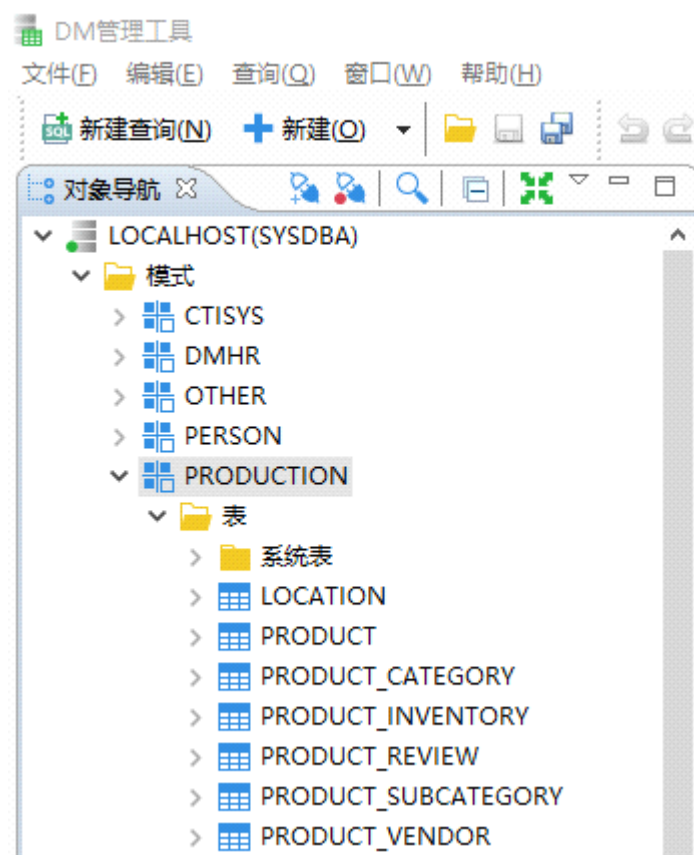 DM管理工具
文件(F) 编辑(E) 查询(Q) 窗口(W) 帮助(H)
新建查询(N) 新建(O)
对象导航
LOCALHOST(SYSDBA)
模式
CTISYS
DMHR
OTHER
PERSON
PRODUCTION
表
系统表
LOCATION
PRODUCT
PRODUCT_CATEGORY
PRODUCT_INVENTORY
PRODUCT_REVIEW
PRODUCT_SUBCATEGORY
PRODUCT_VENDOR